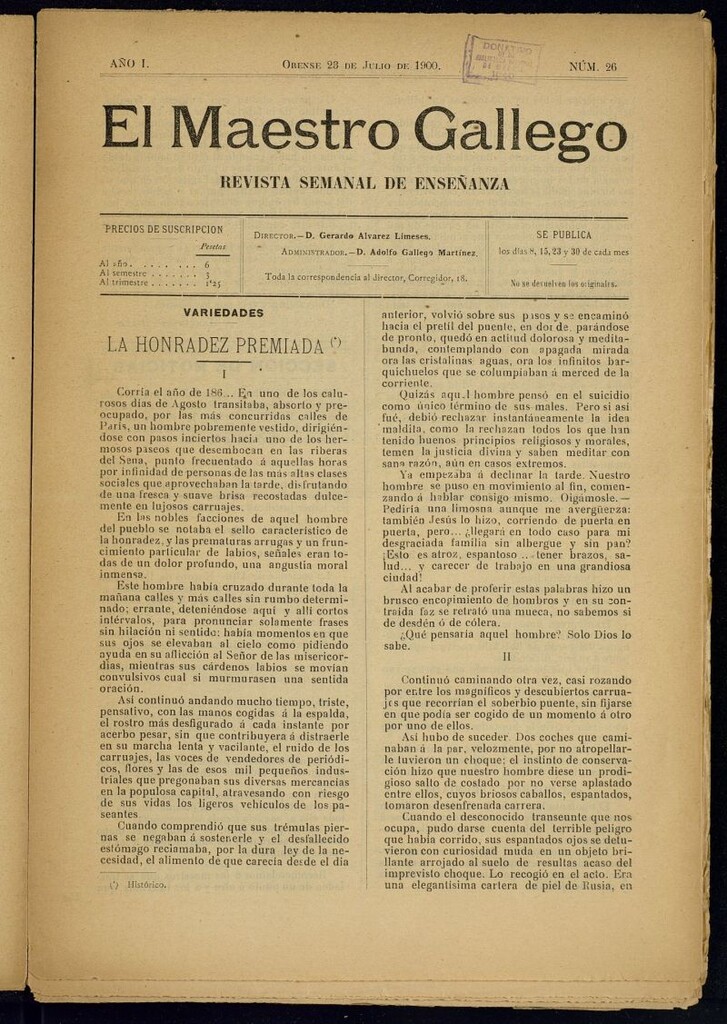 AÑO I.
ORENSE 23 DE JULIO DE 1900.
NÚM. 26
DONATIVO
El Maestro Gallego
REVISTA SEMANAL DE ENSEÑANZA
PRECIOS DE SUSCRIPCION
Pesetas
Al año. . . . . . . . 6
Al semestre . . . . . . . 3
Al trimestre . . . . . . . 1'25
DIRECTOR.—D. Gerardo Alvarez Limeses.
ADMINISTRADOR.—D. Adolfo Gallego Martínez.
Toda la correspondencia al director, Corregidor, 18.
SE PUBLICA
los días 8, 15, 23 y 30 de cada mes
No se devuelven los originales.
VARIEDADES
LA HONRADEZ PREMIADA (*)
I
Corría el año de 186... En uno de los calu-
rosos días de Agosto transitaba, absorto y pre-
ocupado, por las más concurridas calles de
París, un hombre pobremente vestido, dirigién-
dose con pasos inciertos hacia uno de los her-
mosos paseos que desembocan en las riberas
del Sena, punto frecuentado á aquellas horas
por infinidad de personas de las más altas clases
sociales que aprovechaban la tarde, disfrutando
de una fresca y suave brisa recostadas dulce-
mente en lujosos carruajes.
En las nobles facciones de aquel hombre
del pueblo se notaba el sello característico de
la honradez, y las prematuras arrugas y un frun-
cimiento particular de labios, señales eran to-
das de un dolor profundo, una angustia moral
inmensa.
Este hombre había cruzado durante toda la
mañana calles y más calles sin rumbo determi-
nado; errante, deteniéndose aquí y allí cortos
intérvalos, para pronunciar solamente frases
sin hilación ni sentido: había momentos en que
sus ojos se elevaban al cielo como pidiendo
ayuda en su aflicción al Señor de las misericor-
dias, mientras sus cárdenos labios se movían
convulsivos cual si murmurasen una sentida
oración.
Así continuó andando mucho tiempo, triste,
pensativo, con las manos cogidas á la espalda,
el rostro más desfigurado á cada instante por
acerbo pesar, sin que contribuyera á distraerle
en su marcha lenta y vacilante, el ruido de los
carruajes, las voces de vendedores de periódi-
cos, flores y las de esos mil pequeños indus-
triales que pregonaban sus diversas mercancías
en la populosa capital, atravesando con riesgo
de sus vidas los ligeros vehículos de los pa-
seantes
Cuando comprendió que sus trémulas pier-
nas se negaban á sostenerle y el desfallecido
estómago reclamaba, por la dura ley de la ne-
cesidad, el alimento de que carecía desde el día
(*) Histórico.
anterior, volvió sobre sus pasos y se encaminó
hacia el pretil del puente, en donde, parándose
de pronto, quedó en actitud dolorosa y medita-
bunda, contemplando con apagada mirada
ora las cristalinas aguas, ora los infinitos bar-
quichuelos que se columpiaban á merced de la
corriente.
Quizás aquel hombre pensó en el suicidio
como único término de sus males. Pero si así
fué, debió rechazar instantáneamente la idea
maldita, como la rechazan todos los que han
tenido buenos principios religiosos y morales,
temen la justicia divina y saben meditar con
sana razón, aún en casos extremos.
Ya empezaba á declinar la tarde. Nuestro
hombre se puso en movimiento al fin, comen-
zando á hablar consigo mismo. Oigámosle.—
Pediría una limosna aunque me avergüerza:
también Jesús lo hizo, corriendo de puerta en
puerta, pero... ¿llegará en todo caso para mi
desgraciada familia sin albergue y sin pan?
¡Esto es atroz, espantoso ...tener brazos, sa-
lud... y carecer de trabajo en una grandiosa
ciudad!
Al acabar de proferir estas palabras hizo un
brusco encopimiento de hombros y en su con-
traída faz se retrató una mueca, no sabemos si
de desdén ó de cólera.
¿Qué pensaría aquel hombre? Solo Dios lo
sabe.
II
Continuó caminando otra vez, casi rozando
por entre los magníficos y descubiertos carrua-
jes que recorrían el soberbio puente, sin fijarse
en que podía ser cogido de un momento á otro
por uno de ellos.
Así hubo de suceder. Dos coches que cami-
naban á la par, velozmente, por no atropellar-
le tuvieron un choque; el instinto de conserva-
ción hizo que nuestro hombre diese un prodi-
gioso salto de costado por no verse aplastado
entre ellos, cuyos briosos caballos, espantados,
tomaron desenfrenada carrera.
Cuando el desconocido transeunte que nos
ocupa, pudo darse cuenta del terrible peligro
que había corrido, sus espantados ojos se detu-
vieron con curiosidad muda en un objeto bri-
llante arrojado al suelo de resultas acaso del
imprevisto choque. Lo recogió en el acto. Era
una elegantísima cartera de piel de Rusia, en